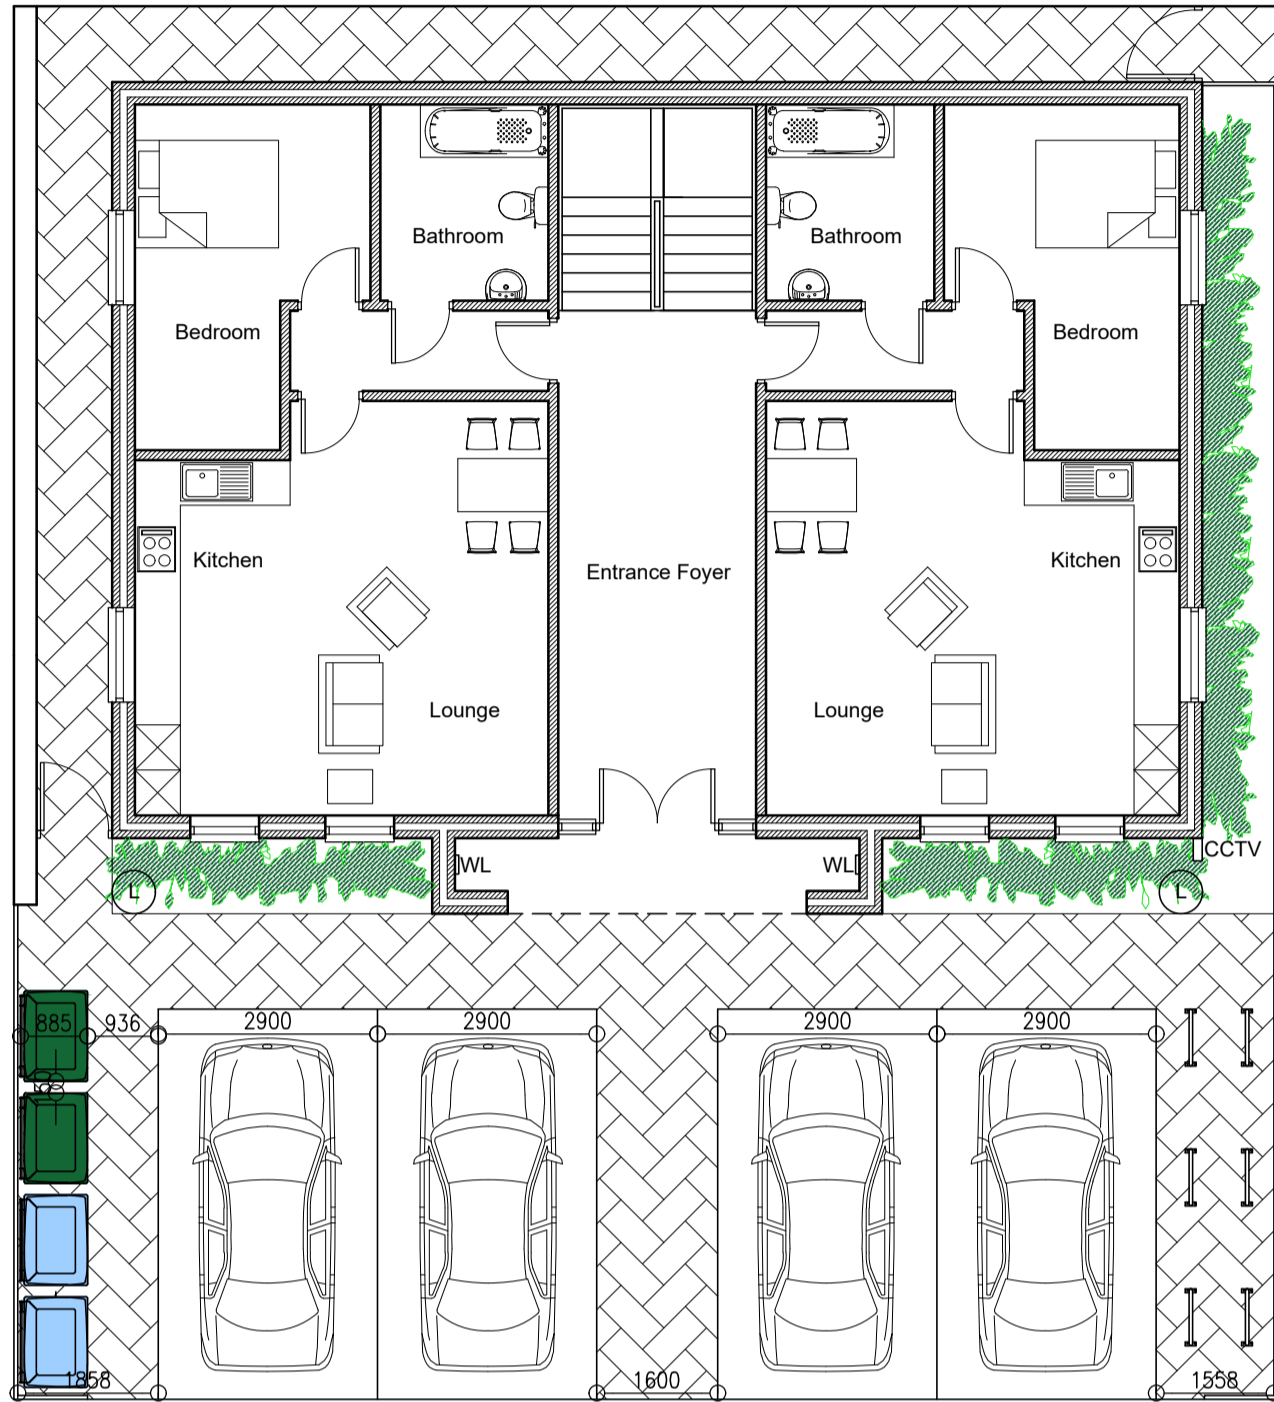 Bathroom
Bathroom
Bedroom
Bedroom
Kitchen
Entrance Foyer
Kitchen
Lounge
Lounge
WL
WL
CCTV
L
L
885
936
2900
2900
2900
2900
1858
1600
1558